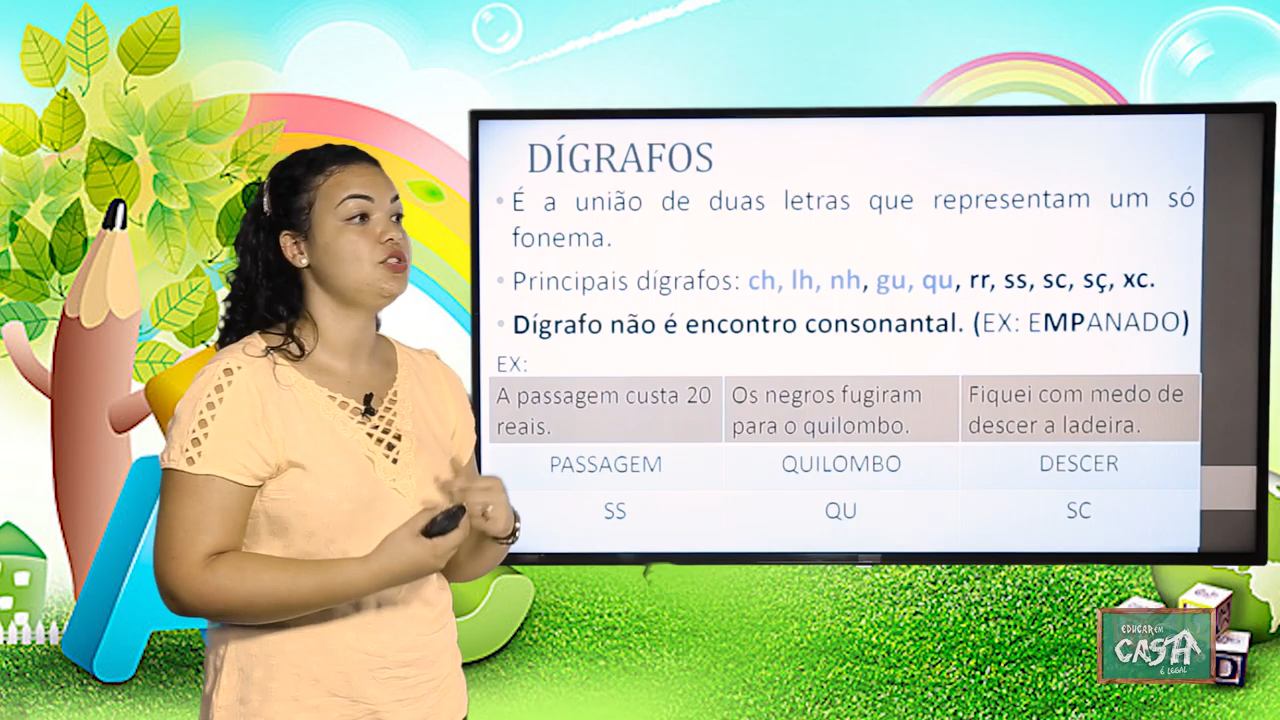 DÍGRAFOS
• É a união de duas letras que representam um só
fonema.
• Principais dígrafos: ch, lh, nh, gu, qu, rr, ss, sc, sç, xc.
• Dígrafo não é encontro consonantal. (EX: EMPANADO)
EX:
A passagem custa 20
reais.
Os negros fugiram
para o quilombo.
Fiquei com medo de
descer a ladeira.
PASSAGEM
QUILOMBO
DESCER
SS
QU
SC
EDUCAR EM
CASA
É LEGAL